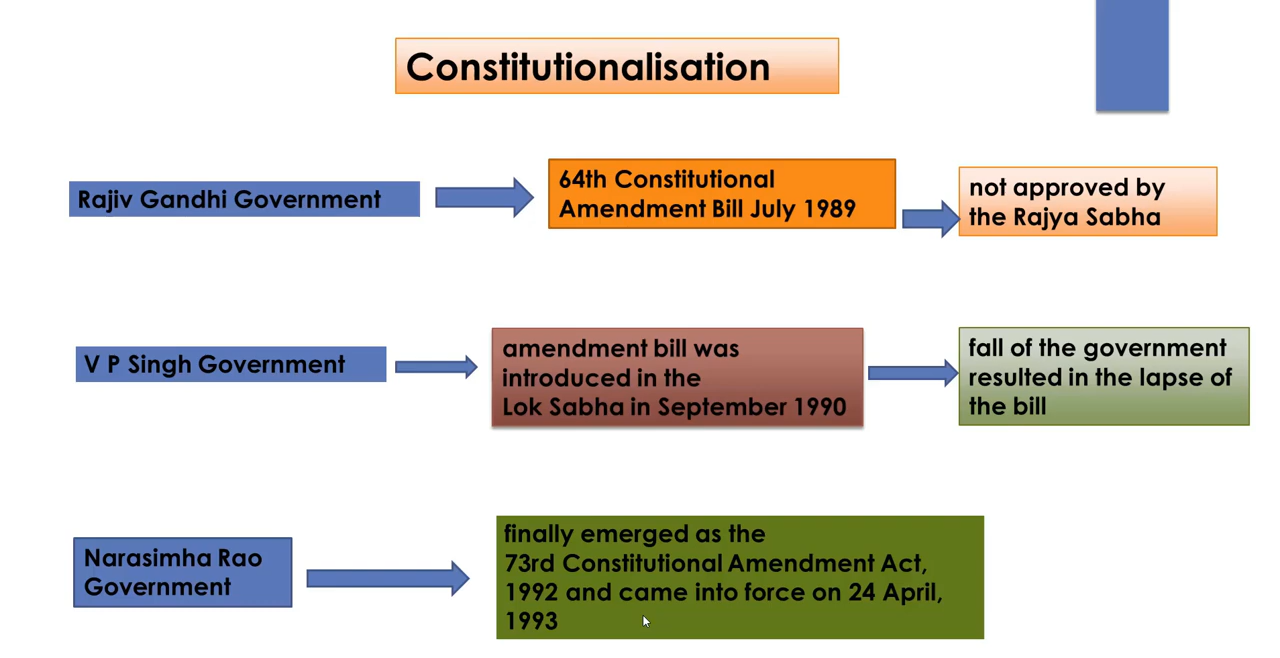 Constitutionalisation
Rajiv Gandhi Government
64th Constitutional
Amendment Bill July 1989
not approved by
the Rajya Sabha
V P Singh Government
amendment bill was
introduced in the
Lok Sabha in September 1990
fall of the government
resulted in the lapse of
the bill
Narasimha Rao
Government
finally emerged as the
73rd Constitutional Amendment Act,
1992 and came into force on 24 April,
1993